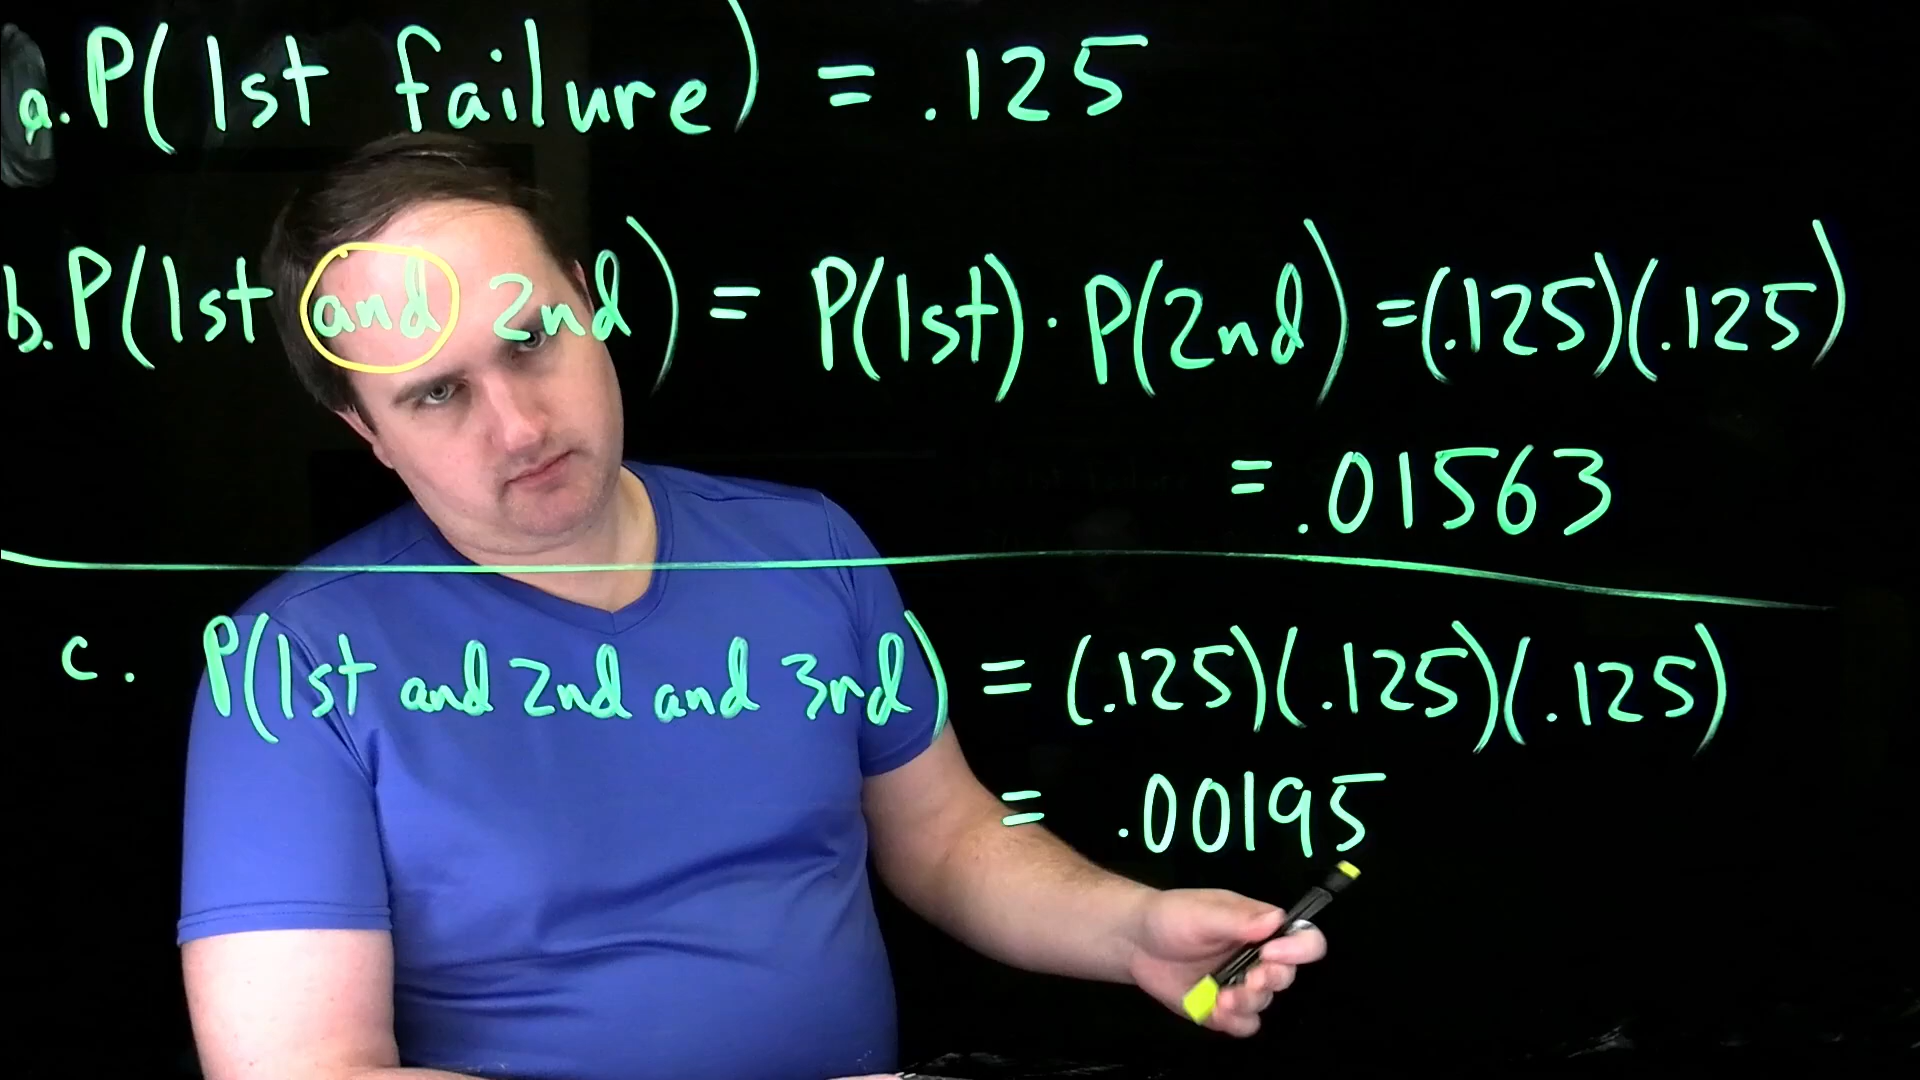 a. P(1st failure) = .125
b. P(1st and 2nd) = P(1st) · P(2nd) = (.125)(.125)
= .01563
c. P(1st and 2nd and 3rd) = (.125)(.125)(.125)
= .00195